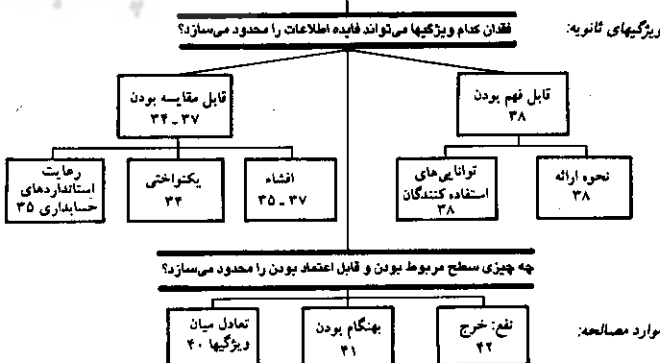 ویژگیهای ثانویه:
فقدان کدام ویژگیها می‌تواند فایده اطلاعات را محدود می‌سازد؟
قابل فهم بودن
۳۸
قابل مقایسه بودن
۳۴ ـ ۳۷
نحوه ارائه
۳۸
توانایی‌های
استفاده کنندگان
۳۸
افشاء
۳۵ ـ ۳۷
یکنواختی
۳۴
رعایت
استانداردهای
حسابداری ۳۵
چه چیزی سطح مربوط بودن و قابل اعتماد بودن را محدود می‌سازد؟
موارد مصالحه:
نفع: خرج
۴۲
بهنگام بودن
۴۱
تعادل میان
ویژگیها ۴۰